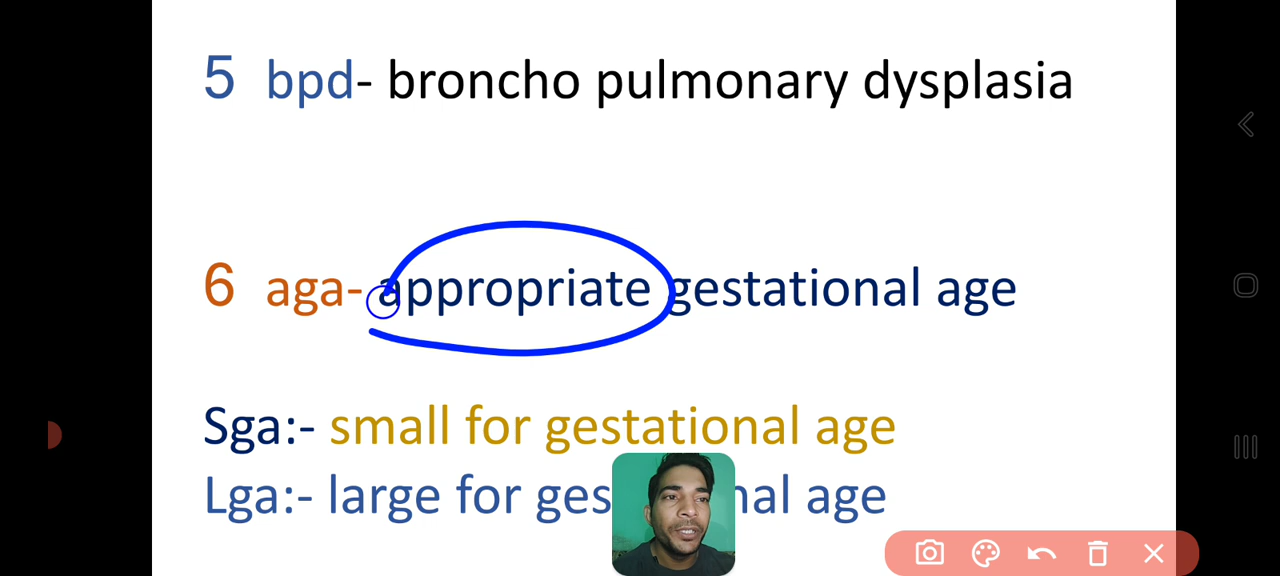 5 bpd- broncho pulmonary dysplasia
6 aga- appropriate gestational age
Sga:- small for gestational age
Lga:- large for ges nal age